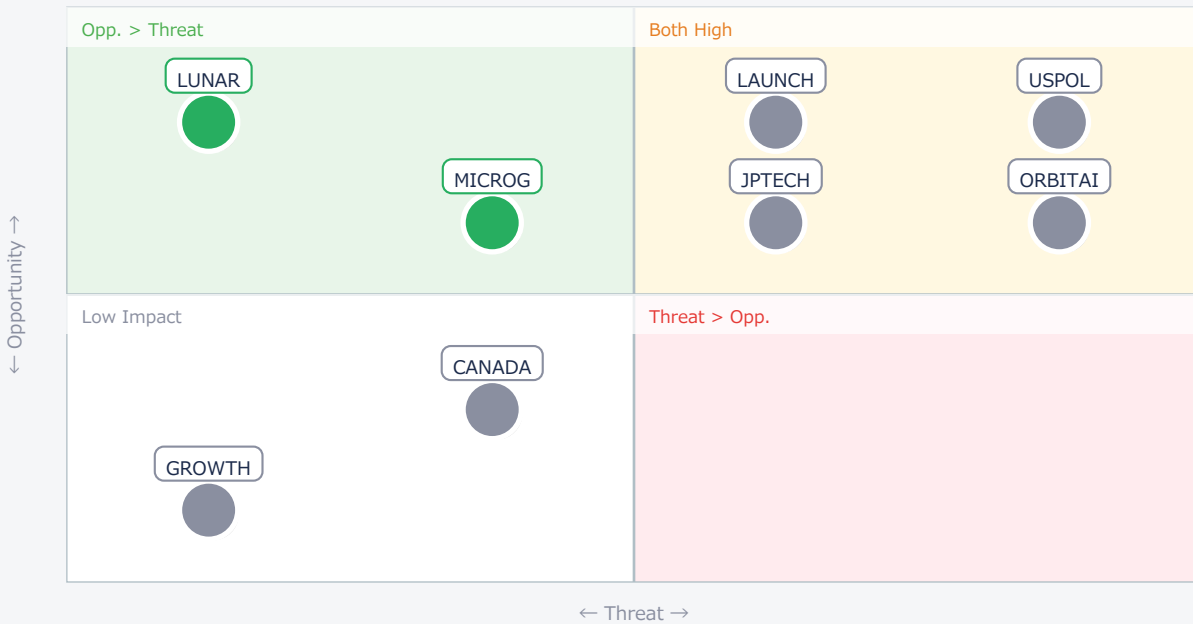 Opp. > Threat
Both High
LUNAR
LAUNCH
USPOL
MICROG
JPTECH
ORBITAI
← Opportunity →
Low Impact
Threat > Opp.
CANADA
GROWTH
← Threat →